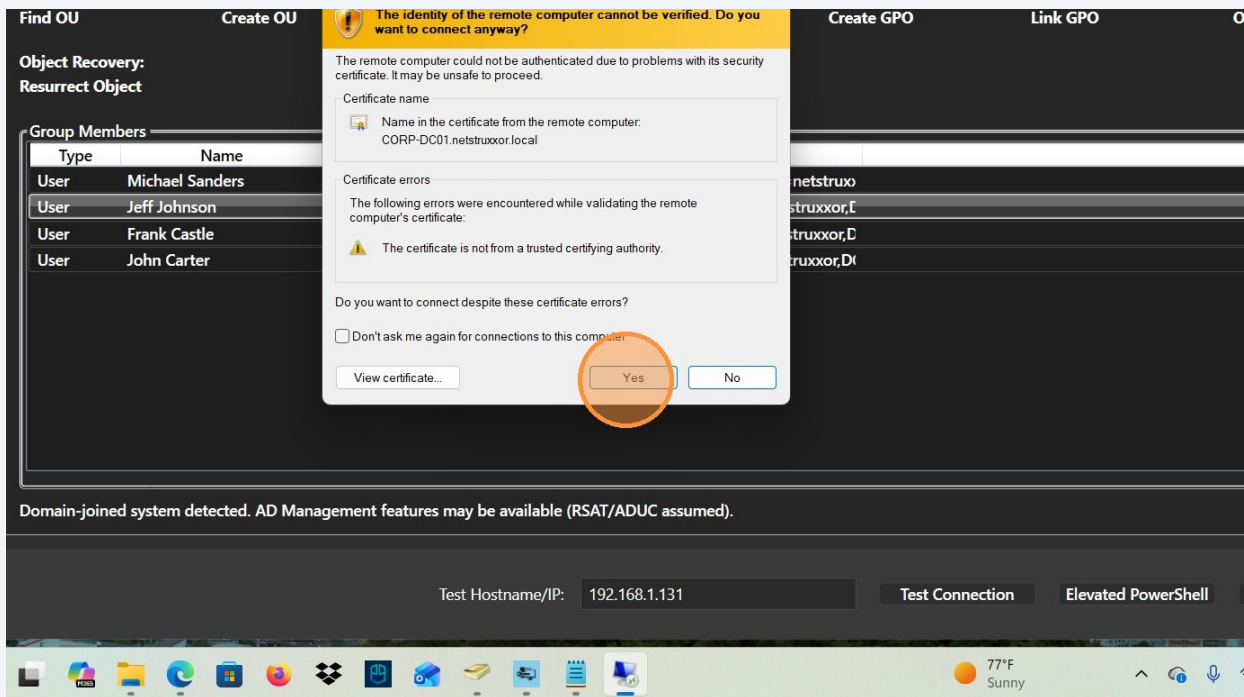 Find OU Create OU Create GPO Link GPO O
The identity of the remote computer cannot be verified. Do you
want to connect anyway?
Object Recovery:
Resurrect Object
The remote computer could not be authenticated due to problems with its security
certificate. It may be unsafe to proceed.
Certificate name
Name in the certificate from the remote computer:
CORP-DC01.netstruxxor.local
Group Members
Type Name
User Michael Sanders
User Jeff Johnson
User Frank Castle
User John Carter
netstrux
struxxor,D
truxxor,D
ruxxor,D
Certificate errors
The following errors were encountered while validating the remote
computer's certificate:
The certificate is not from a trusted certifying authority.
Do you want to connect despite these certificate errors?
Don't ask me again for connections to this computer
View certificate... Yes No
Domain-joined system detected. AD Management features may be available (RSAT/ADUC assumed).
Test Hostname/IP: 192.168.1.131 Test Connection Elevated PowerShell
M365
77°F
Sunny